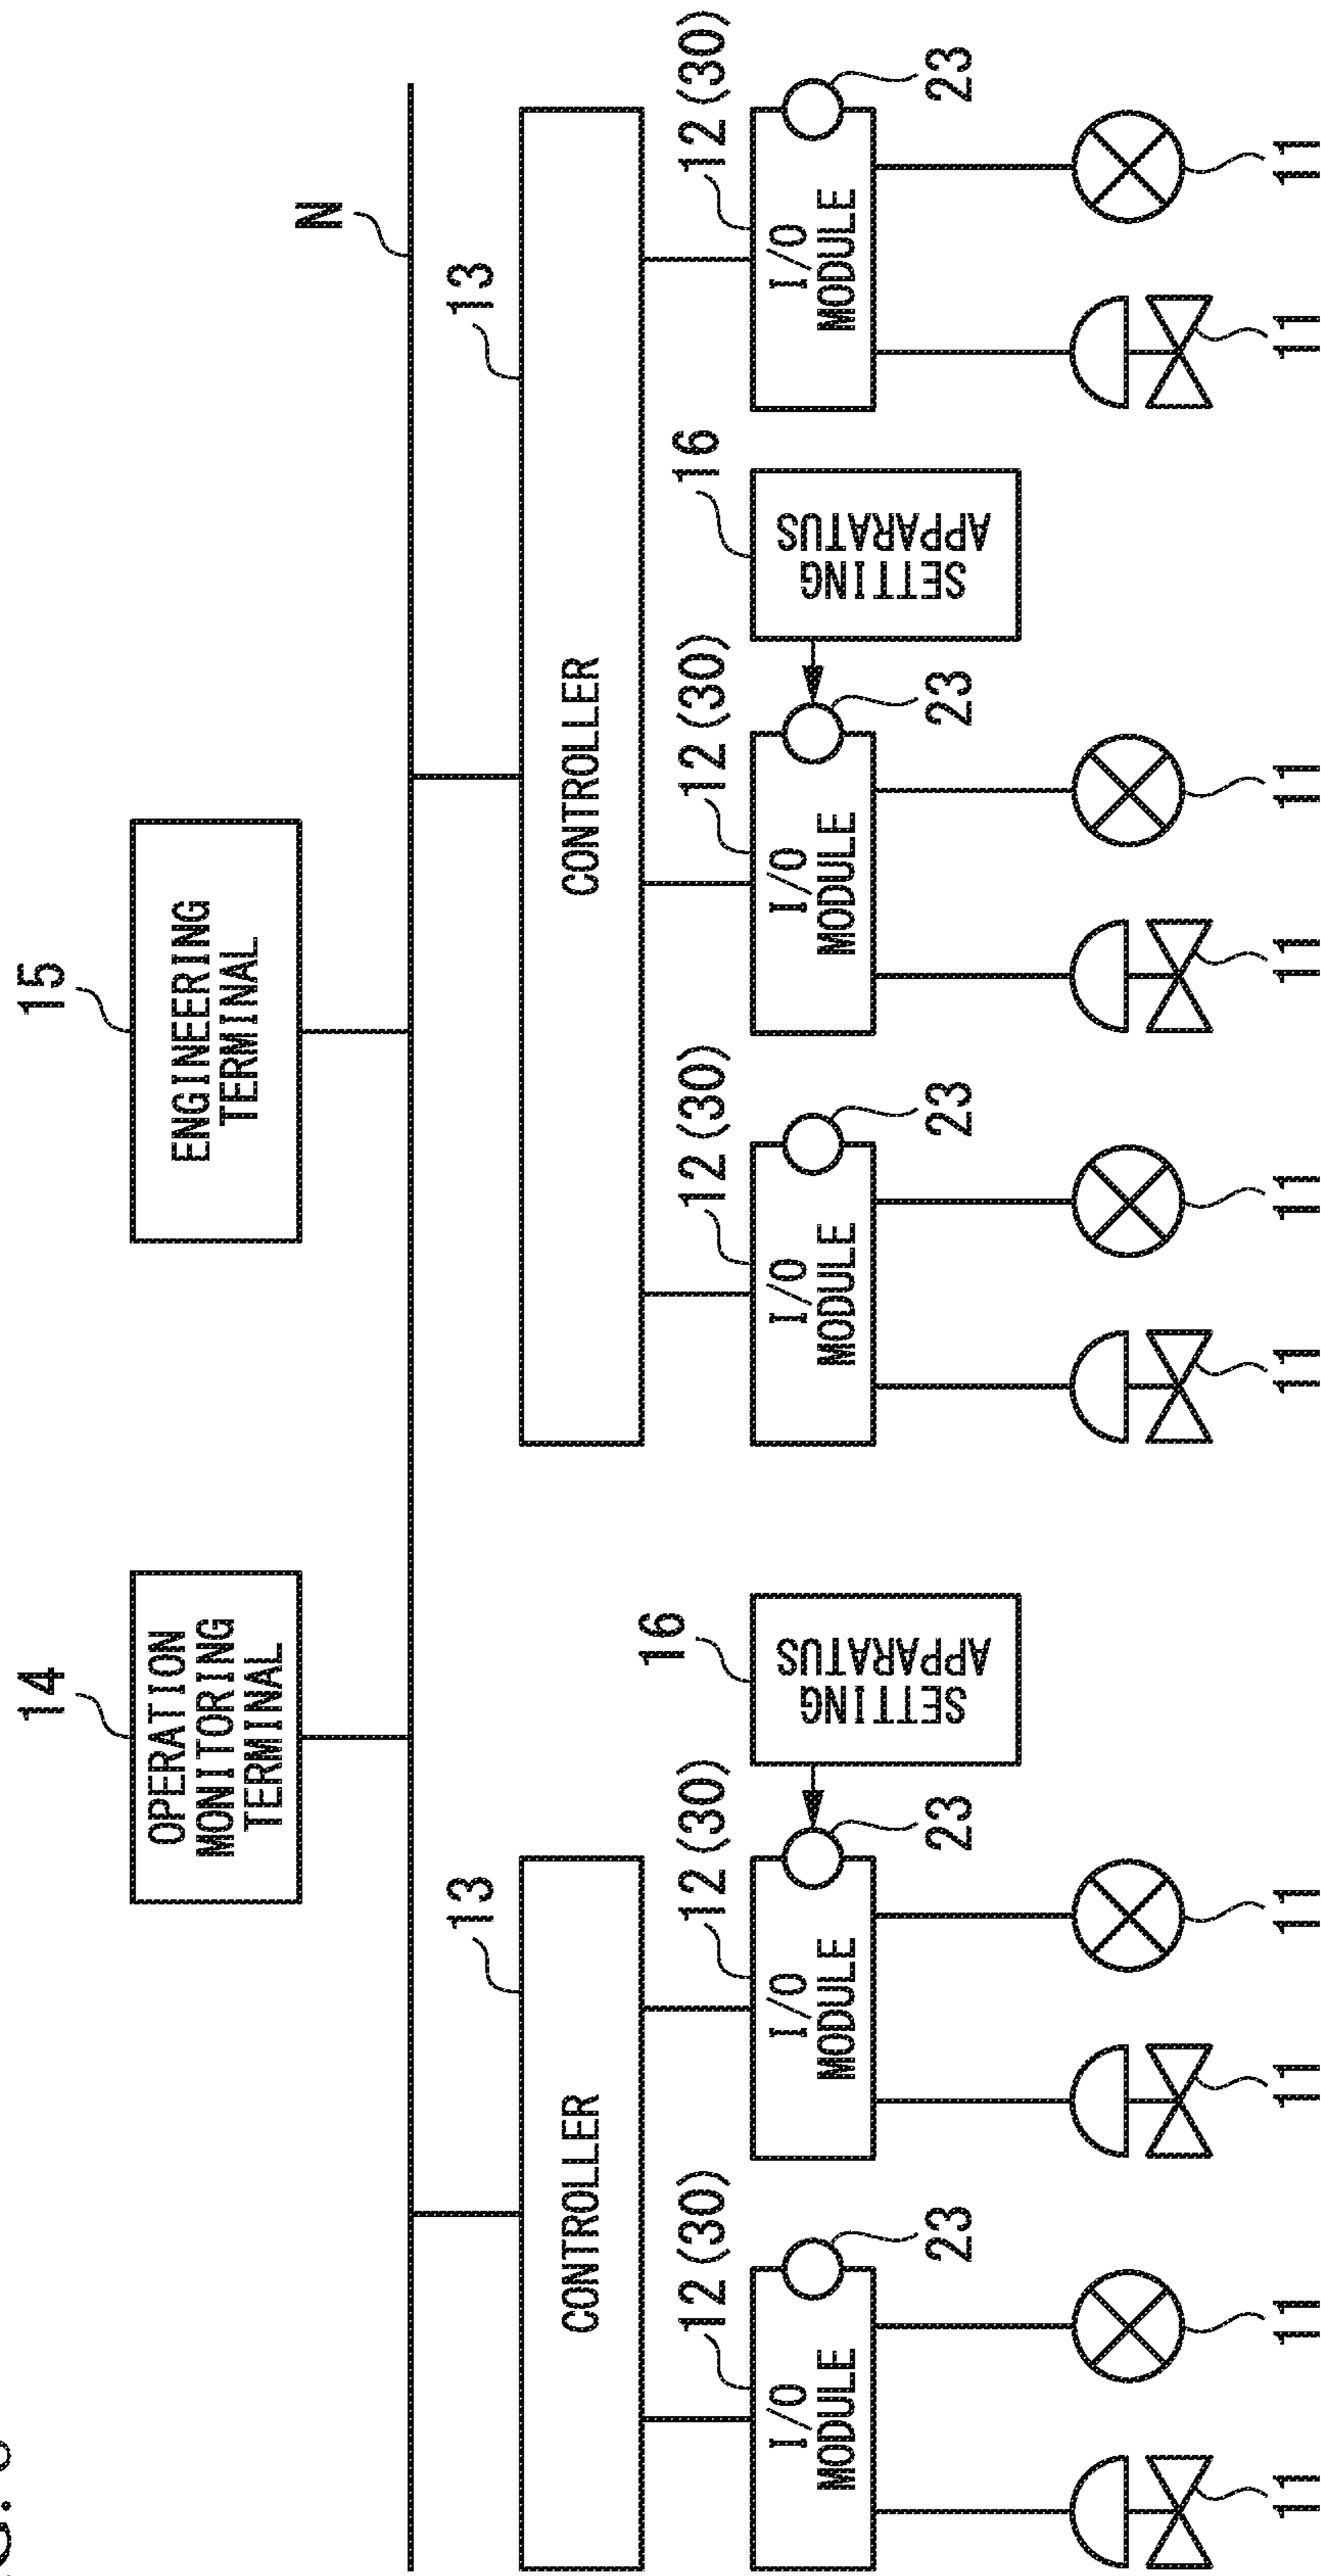 14
15
OPERATION
MONITORING
TERMINAL
ENGINEERING
TERMINAL
N
13
13
CONTROLLER
CONTROLLER
12(30)
12(30)
16
12(30)
12(30)
16
12(30)
I/O
MODULE
I/O
MODULE
SETTING
APPARATUS
I/O
MODULE
I/O
MODULE
SETTING
APPARATUS
I/O
MODULE
23
23
23
23
23
11
11
11
11
11
11
11
11
11
11